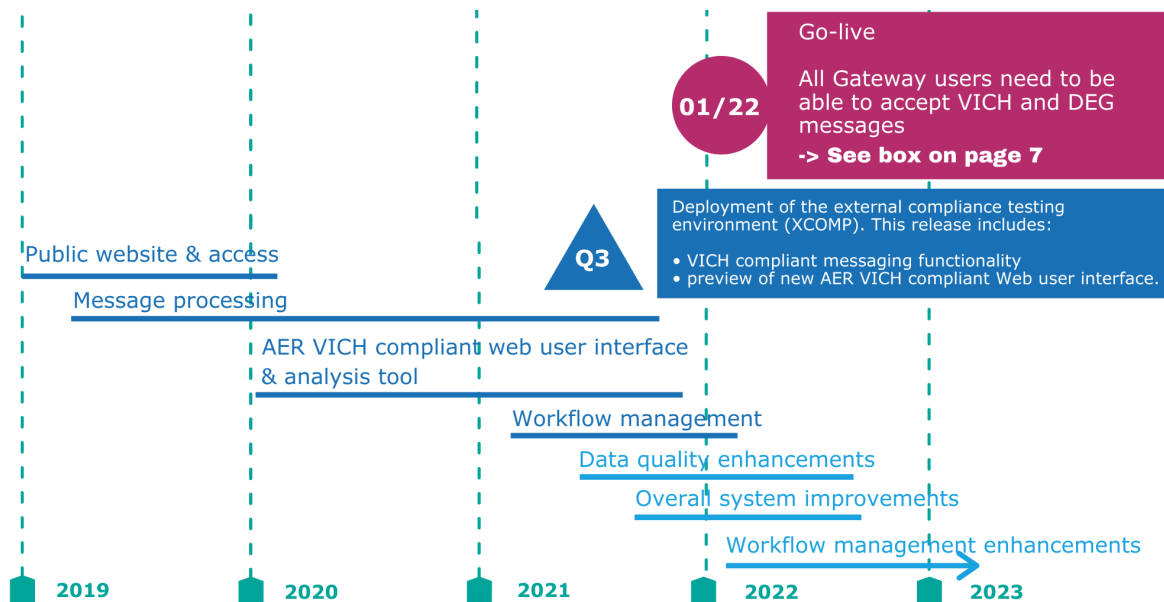 Go-live
All Gateway users need to be
able to accept VICH and DEG
messages
-> See box on page 7
01/22
Deployment of the external compliance testing
environment (XCOMP). This release includes:
• VICH compliant messaging functionality
• preview of new AER VICH compliant Web user interface.
Q3
Public website & access
Message processing
AER VICH compliant web user interface
& analysis tool
Workflow management
Data quality enhancements
Overall system improvements
Workflow management enhancements
2019
2020
2021
2022
2023